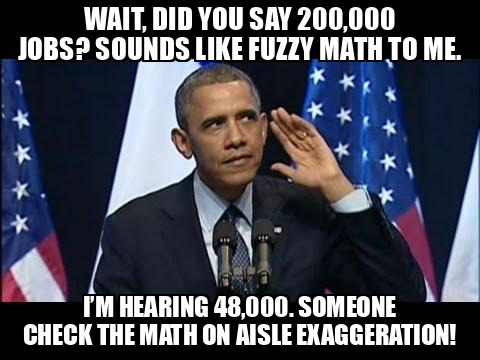 WAIT, DID YOU SAY 200,000
JOBS? SOUNDS LIKE FUZZY MATH TO ME.
I'M HEARING 48,000. SOMEONE
CHECK THE MATH ON AISLE EXAGGERATION!